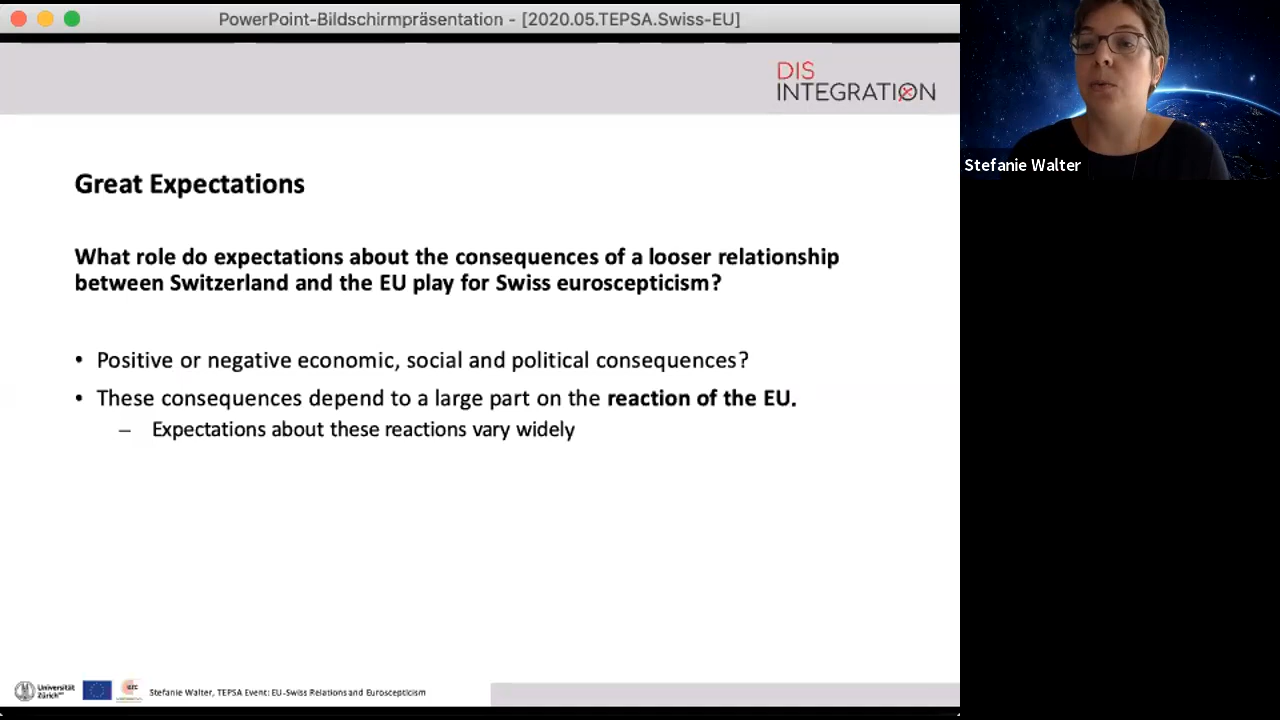 PowerPoint-Bildschirmpräsentation - [2020.05.TEPSA.Swiss-EU]
DIS
INTEGRATION
Stefanie Walter
Great Expectations
What role do expectations about the consequences of a looser relationship
between Switzerland and the EU play for Swiss euroscepticism?
• Positive or negative economic, social and political consequences?
• These consequences depend to a large part on the reaction of the EU.
– Expectations about these reactions vary widely
Universität
Zürich
erc
Stefanie Walter, TEPSA Event: EU-Swiss Relations and Euroscepticism